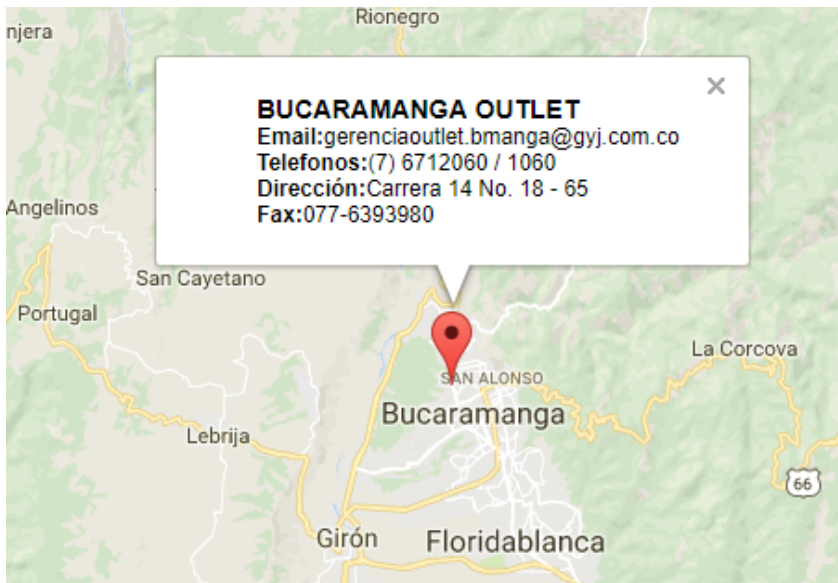 Rionegro
njera
×
BUCARAMANGA OUTLET
Email:gerenciaoutlet.bmanga@gyj.com.co
Telefonos:(7) 6712060 / 1060
Dirección:Carrera 14 No. 18 - 65
Fax:077-6393980
Angelinos
San Cayetano
Portugal
La Corcova
SAN ALONSO
Bucaramanga
Lebrija
66
Girón
Floridablanca